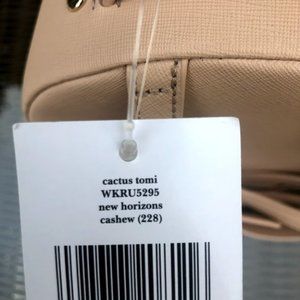 cactus tomi
WKRU5295
new horizons
cashew (228)